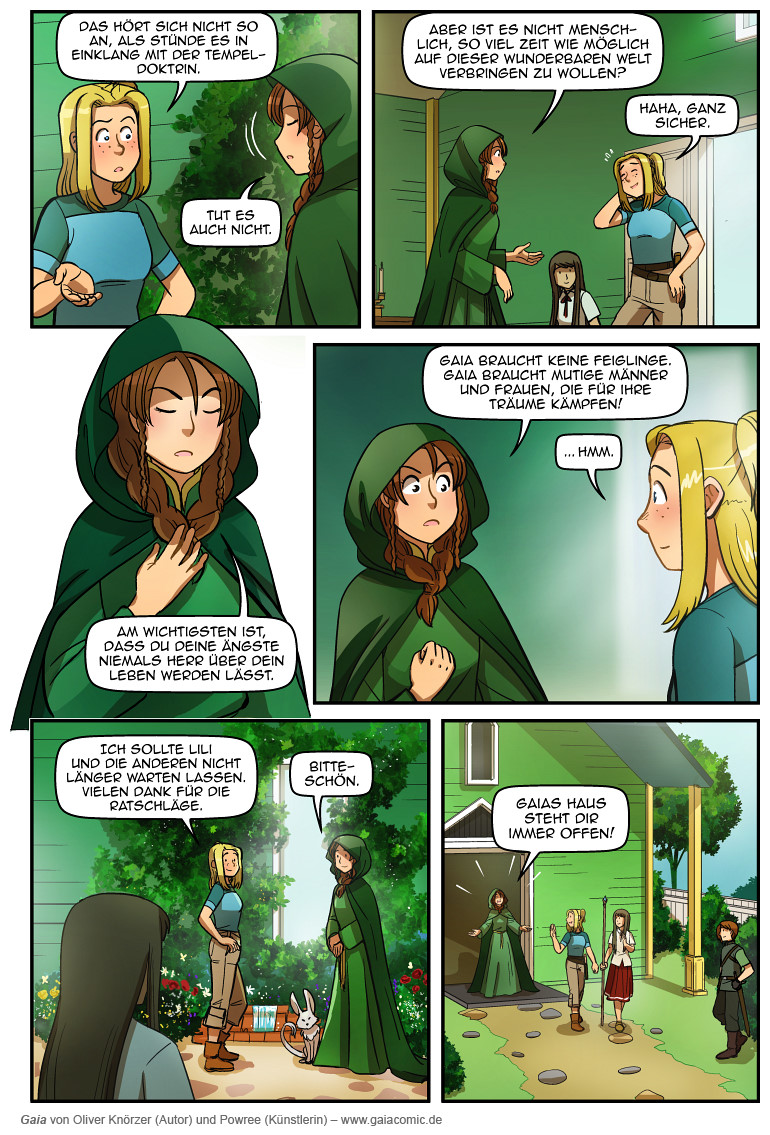 DAS HÖRT SICH NICHT SO
AN, ALS STÜNDE ES IN
EINKLANG MIT DER TEMPEL-
DOKTRIN.
TUT ES
AUCH NICHT.
ABER IST ES NICHT MENSCH-
LICH, SO VIEL ZEIT WIE MÖGLICH
AUF DIESER WUNDERBAREN WELT
VERBRINGEN ZU WOLLEN?
HAHA, GANZ
SICHER.
AM WICHTIGSTEN IST,
DASS DU DEINE ÄNGSTE
NIEMALS HERR ÜBER DEIN
LEBEN WERDEN LÄSST.
GAIA BRAUCHT KEINE FEIGLINGE.
GAIA BRAUCHT MUTIGE MÄNNER
UND FRAUEN, DIE FÜR IHRE
TRÄUME KÄMPFEN!
... HMM.
ICH SOLLTE LILI
UND DIE ANDEREN NICHT
LÄNGER WARTEN LASSEN.
VIELEN DANK FÜR DIE
RATSCHLÄGE.
BITTE-
SCHÖN.
GAIAS HAUS
STEHT DIR
IMMER OFFEN!
Gaia von Oliver Knörzer (Autor) und Powree (Künstlerin) – www.gaiacomic.de